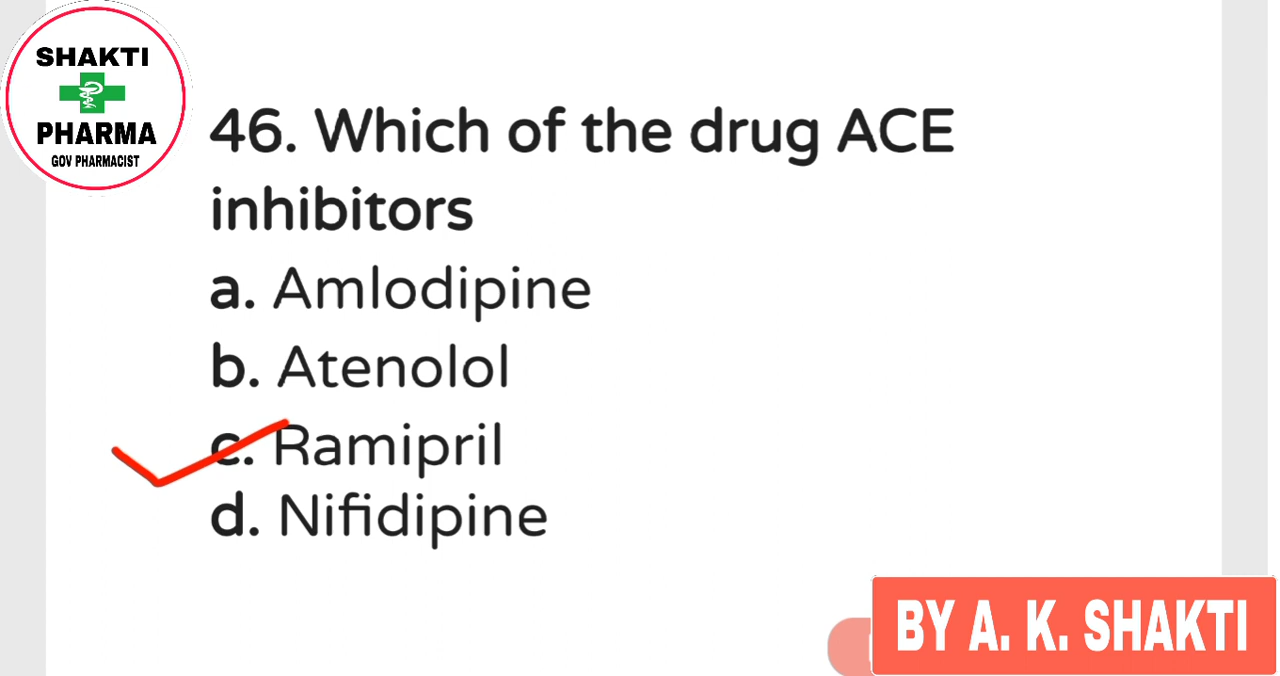 SHAKTI
PHARMA
GOV PHARMACIST
46. Which of the drug ACE
inhibitors
a. Amlodipine
b. Atenolol
c. Ramipril
d. Nifidipine
BY A. K. SHAKTI